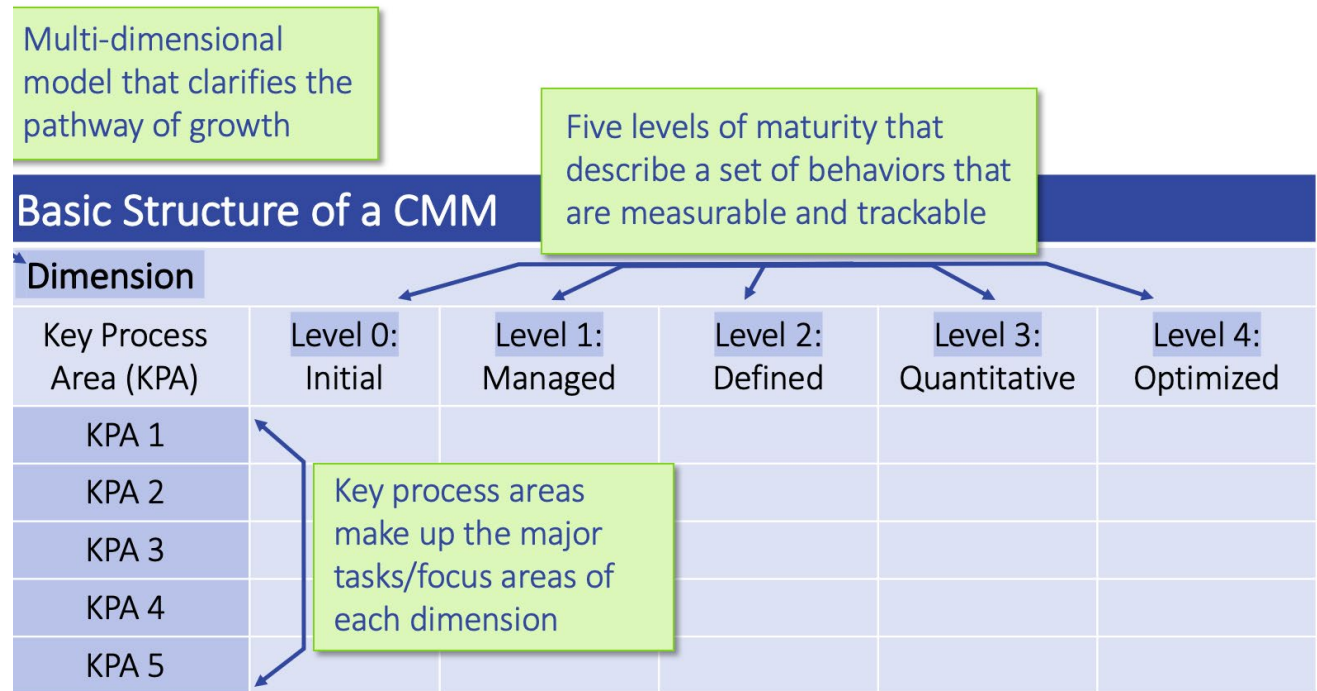 Multi-dimensional
model that clarifies the
pathway of growth
Five levels of maturity that
describe a set of behaviors that
are measurable and trackable
Basic Structure of a CMM
Dimension
Key Process
Area (KPA)
Level 0:
Initial
Level 1:
Managed
Level 2:
Defined
Level 3:
Quantitative
Level 4:
Optimized
KPA 1
KPA 2
KPA 3
KPA 4
KPA 5
Key process areas
make up the major
tasks/focus areas of
each dimension